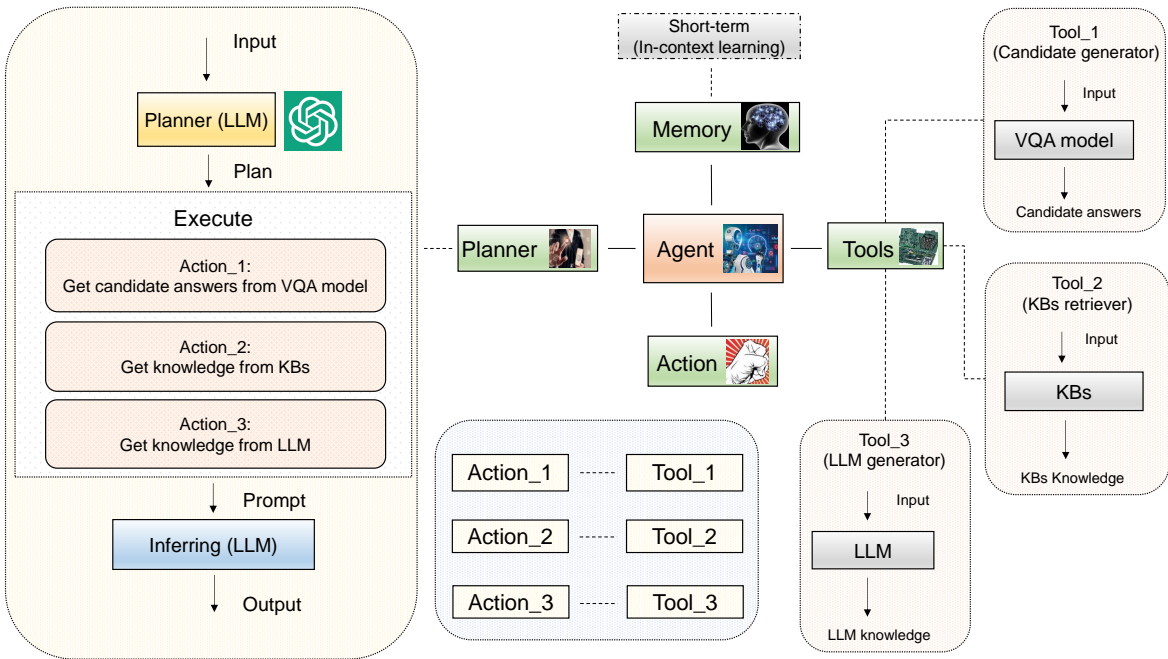 Input
Planner (LLM)
Plan
Execute
Action_1:
Get candidate answers from VQA model
Action_2:
Get knowledge from KBs
Action_3:
Get knowledge from LLM
Prompt
Inferring (LLM)
Output
Short-term
(In-context learning)
Memory
Planner
Agent
Tools
Action
Action_1
Tool_1
Action_2
Tool_2
Action_3
Tool_3
Tool_1
(Candidate generator)
Input
VQA model
Candidate answers
Tool_2
(KBs retriever)
Input
KBs
KBs Knowledge
Tool_3
(LLM generator)
Input
LLM
LLM knowledge